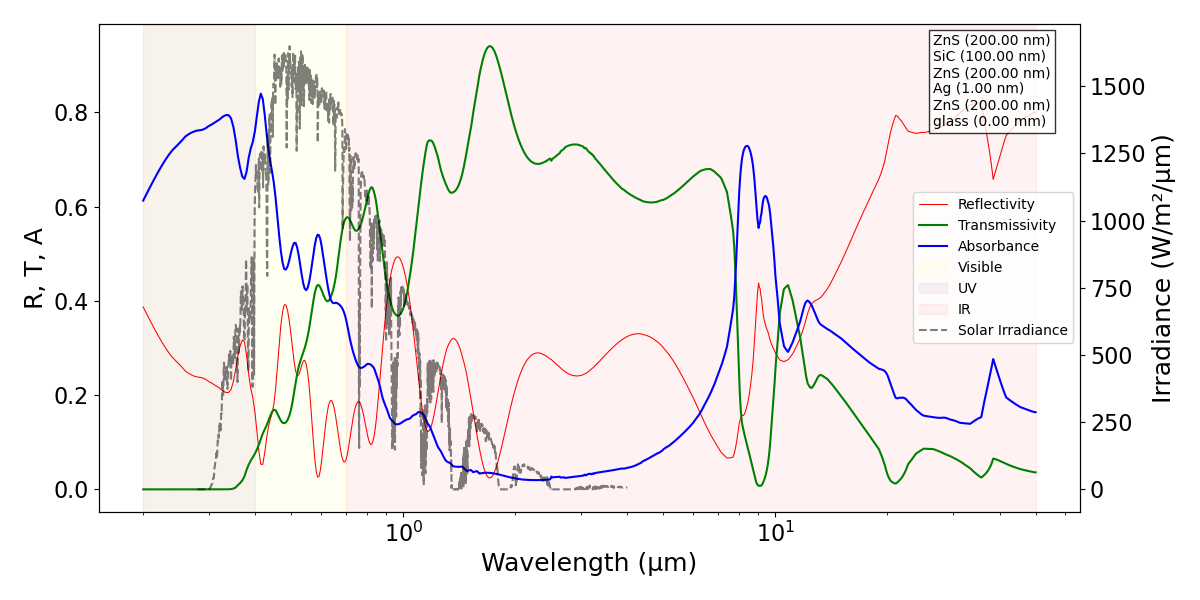 R, T, A
0.8
0.6
0.4
0.2
0.0
ZnS (200.00 nm)
SiC (100.00 nm)
ZnS (200.00 nm)
Ag (1.00 nm)
ZnS (200.00 nm)
glass (0.00 mm)
Reflectivity
Transmissivity
Absorbance
Visible
UV
IR
Solar Irradiance
1500
1250
1000
750
500
250
0
Irradiance (W/m²/μm)
10⁰
10¹
Wavelength (μm)